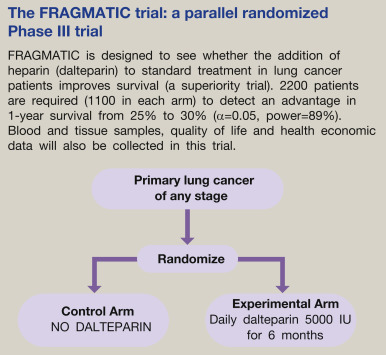 The FRAGMATIC trial: a parallel randomized
Phase III trial
FRAGMATIC is designed to see whether the addition of
heparin (dalteparin) to standard treatment in lung cancer
patients improves survival (a superiority trial). 2200 patients
are required (1100 in each arm) to detect an advantage in
1-year survival from 25% to 30% (α=0.05, power=89%).
Blood and tissue samples, quality of life and health economic
data will also be collected in this trial.
Primary lung cancer
of any stage
Randomize
Control Arm
NO DALTEPARIN
Experimental Arm
Daily dalteparin 5000 IU
for 6 months